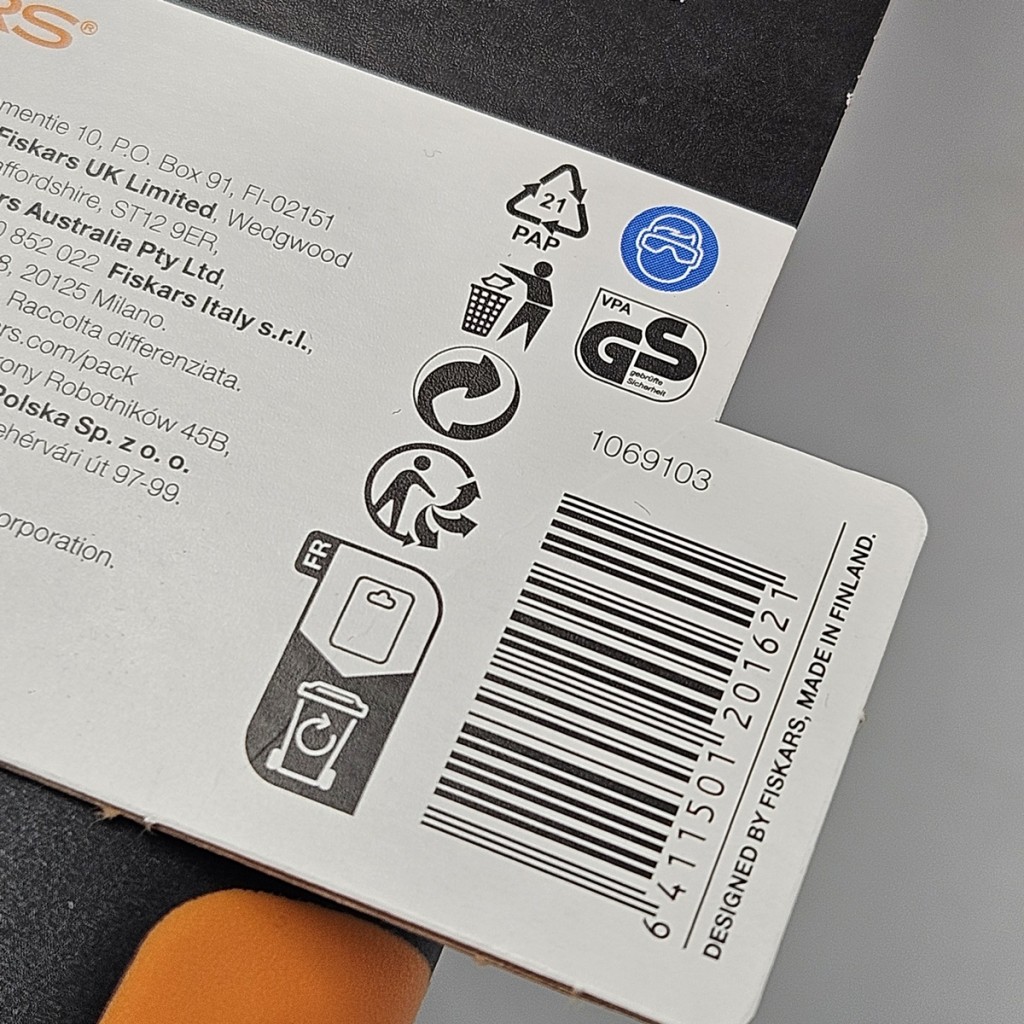 RS®
mentie 10, P.O. Box 91, FI-02151
Fiskars UK Limited, Wedgwood
affordshire, ST12 9ER,
rs Australia Pty Ltd,
0 852 022 Fiskars Italy s.r.l.,
8, 20125 Milano.
Raccolta differenziata.
rs.com/pack
rony Robotników 45B,
Polska Sp. z o. o.
ehérvári út 97-99.
orporation.
21
PAP
VPA
GS
geprüfte
Sicherheit
FR
1069103
6 411501 201621
DESIGNED BY FISKARS, MADE IN FINLAND.